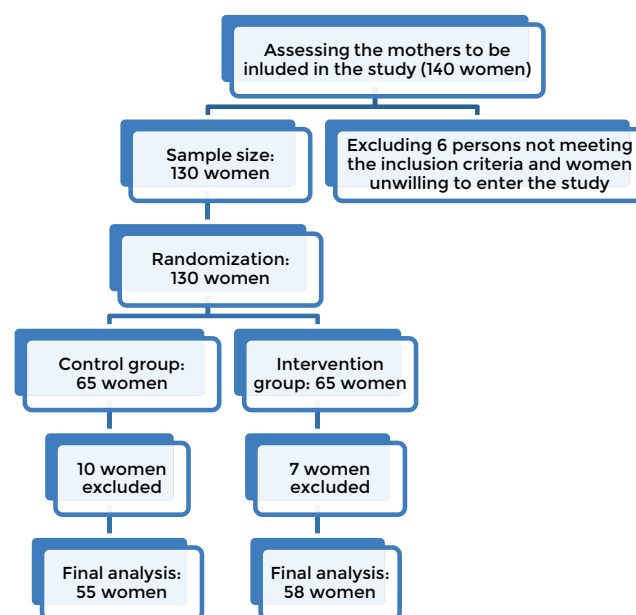 Assessing the mothers to be
inluded in the study (140 women)
Sample size:
130 women
Excluding 6 persons not meeting
the inclusion criteria and women
unwilling to enter the study
Randomization:
130 women
Control group:
65 women
Intervention
group: 65 women
10 women
excluded
7 women
excluded
Final analysis:
55 women
Final analysis:
58 women